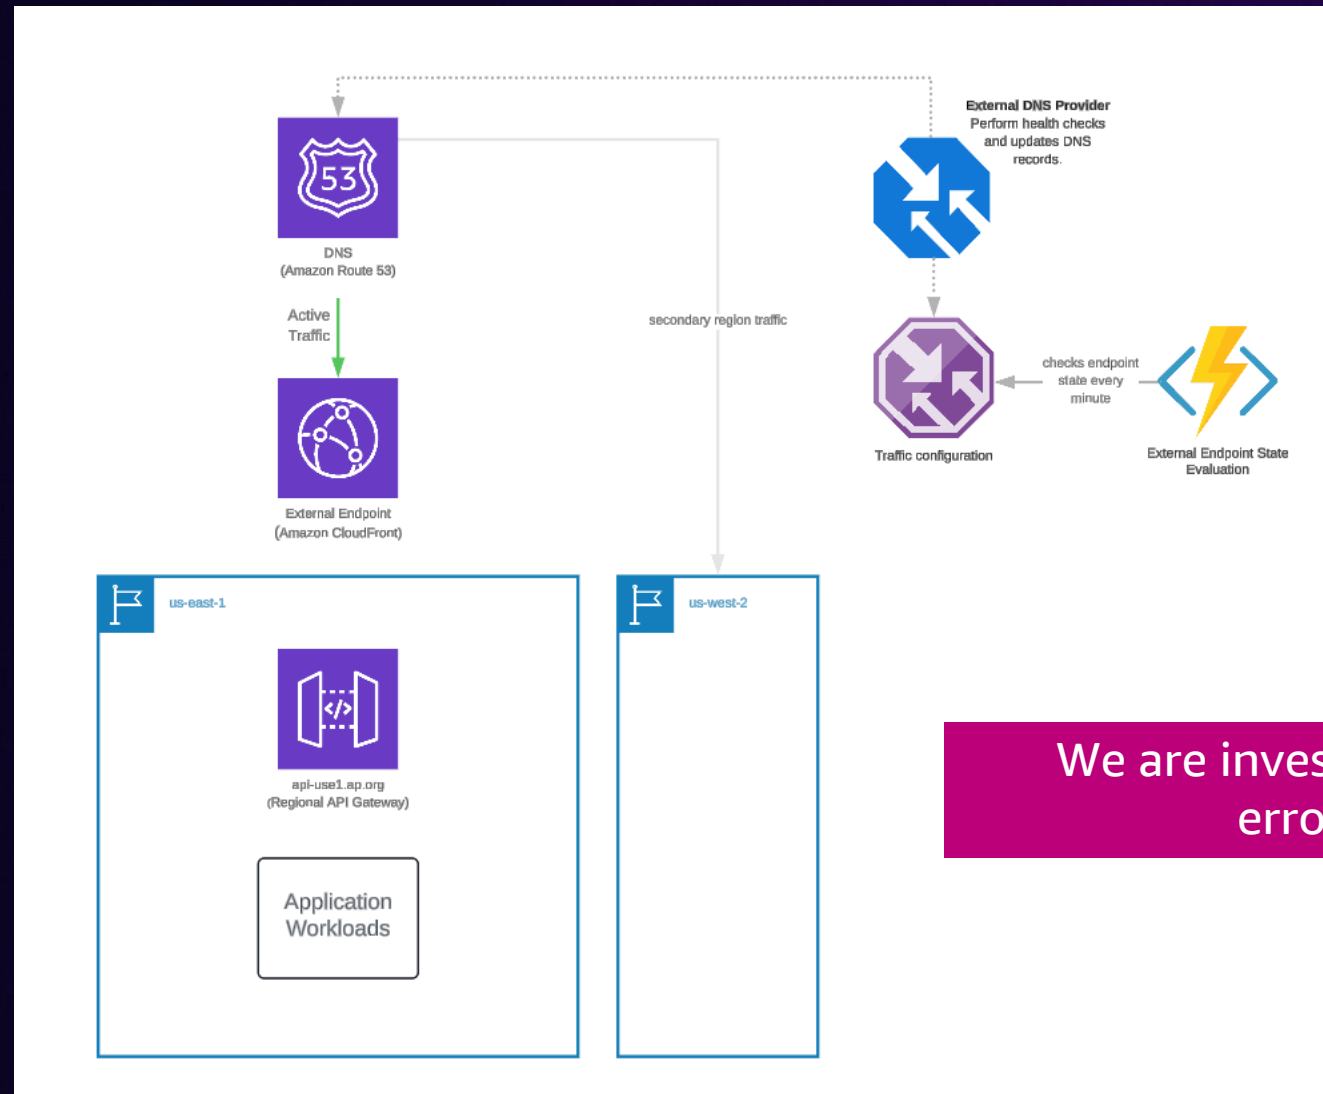 External DNS Provider
Perform health checks
and updates DNS
records.
53
DNS
(Amazon Route 53)
Active
Traffic
secondary region traffic
checks endpoint
state every
minute
Traffic configuration
External Endpoint State
Evaluation
External Endpoint
(Amazon CloudFront)
us-east-1
us-west-2
</>
api-use1.ap.org
(Regional API Gateway)
We are inves
erro
Application
Workloads